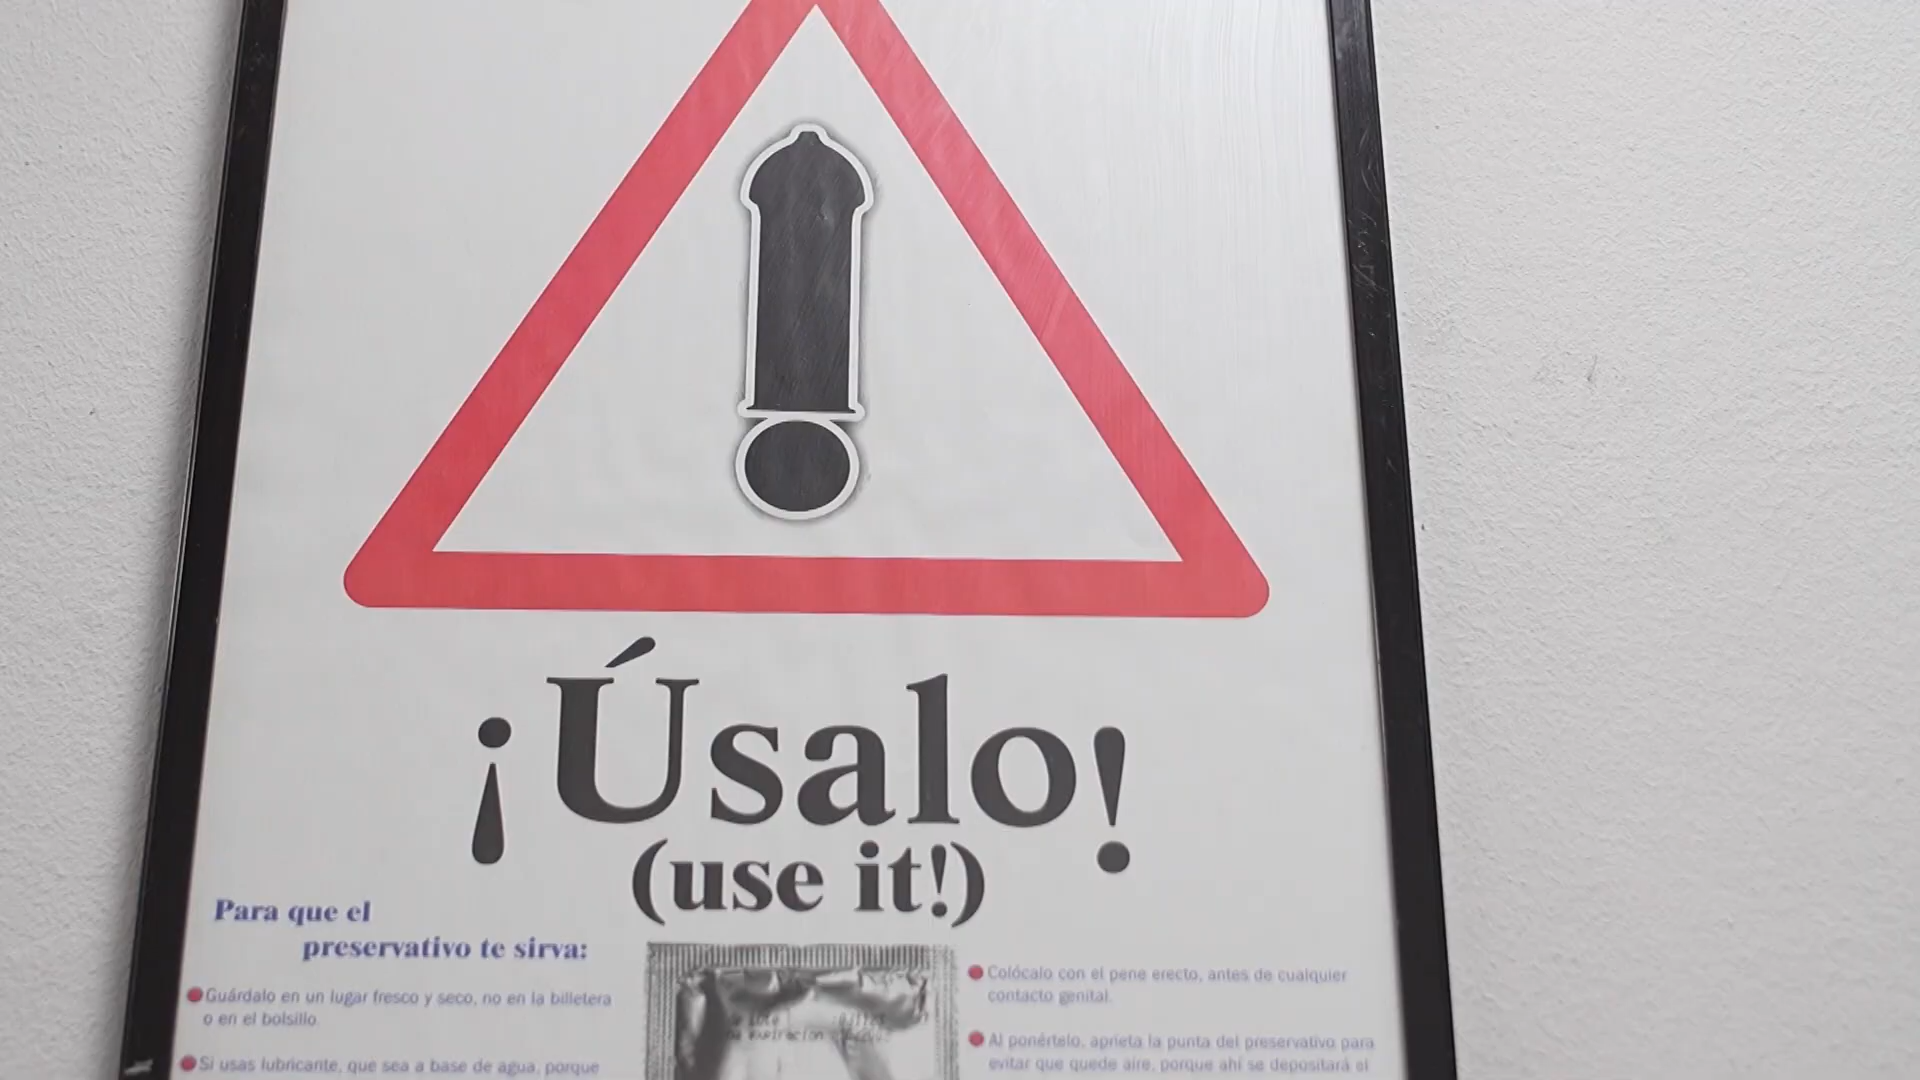 ¡Úsalo!
(use it!)
Para que el
preservativo te sirva:
Guárdalo en un lugar fresco y seco, no en la billetera
o en el bolsillo.
Si usas lubricante, que sea a base de agua, porque
Colócalo con el pene erecto, antes de cualquier
contacto genital.
Al ponértelo, aprieta la punta del preservativo para
evitar que quede aire, porque ahí se depositará el